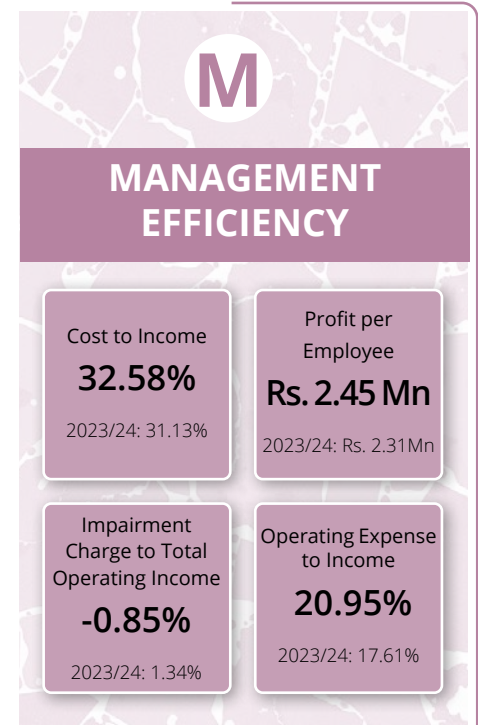 M
MANAGEMENT
EFFICIENCY
Cost to Income
32.58%
2023/24: 31.13%
Profit per
Employee
Rs. 2.45 Mn
2023/24: Rs. 2.31Mn
Impairment
Charge to Total
Operating Income
-0.85%
2023/24: 1.34%
Operating Expense
to Income
20.95%
2023/24: 17.61%